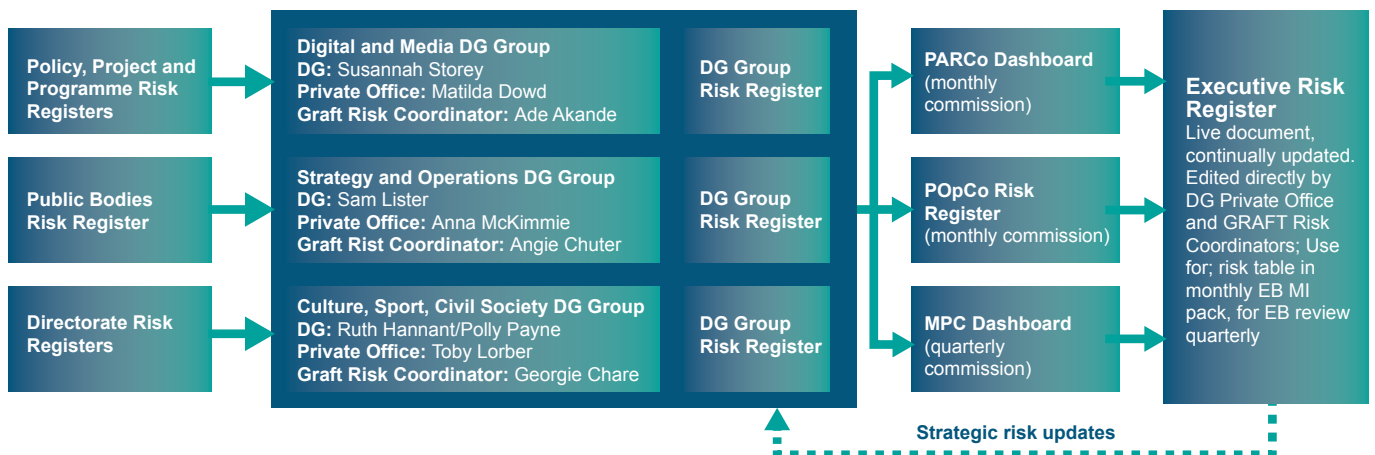 Policy, Project and
Programme Risk
Registers
Public Bodies
Risk Register
Directorate Risk
Registers
Digital and Media DG Group
DG: Susannah Storey
Private Office: Matilda Dowd
Graft Risk Coordinator: Ade Akande
DG Group
Risk Register
Strategy and Operations DG Group
DG: Sam Lister
Private Office: Anna McKimmie
Graft Rist Coordinator: Angie Chuter
DG Group
Risk Register
Culture, Sport, Civil Society DG Group
DG: Ruth Hannant/Polly Payne
Private Office: Toby Lorber
Graft Risk Coordinator: Georgie Chare
DG Group
Risk Register
PARCo Dashboard
(monthly
commission)
POpCo Risk
Register
(monthly commission)
MPC Dashboard
(quarterly
commission)
Executive Risk
Register
Live document,
continually updated.
Edited directly by
DG Private Office
and GRAFT Risk
Coordinators; Use
for; risk table in
monthly EB MI
pack, for EB review
quarterly
Strategic risk updates